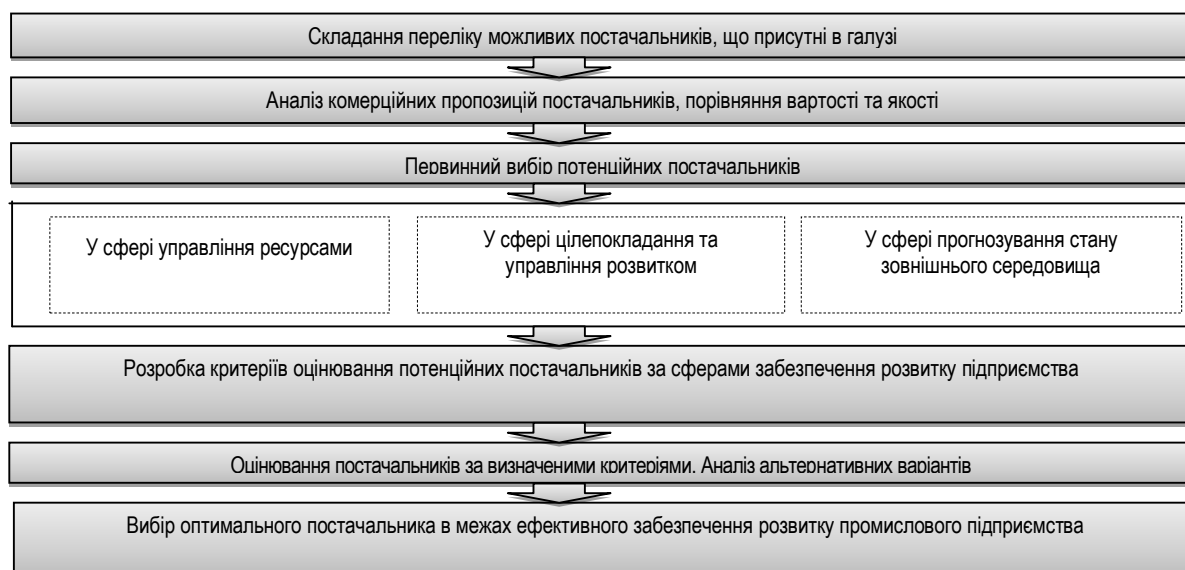 Складання переліку можливих постачальників, що присутні в галузі
Аналіз комерційних пропозицій постачальників, порівняння вартості та якості
Первинний вибір потенційних постачальників
У сфері управління ресурсами
У сфері цілепокладання та
управління розвитком
У сфері прогнозування стану
зовнішнього середовища
Розробка критеріїв оцінювання потенційних постачальників за сферами забезпечення розвитку підприємства
Оцінювання постачальників за визначеними критеріями. Аналіз альтернативних варіантів
Вибір оптимального постачальника в межах ефективного забезпечення розвитку промислового підприємства